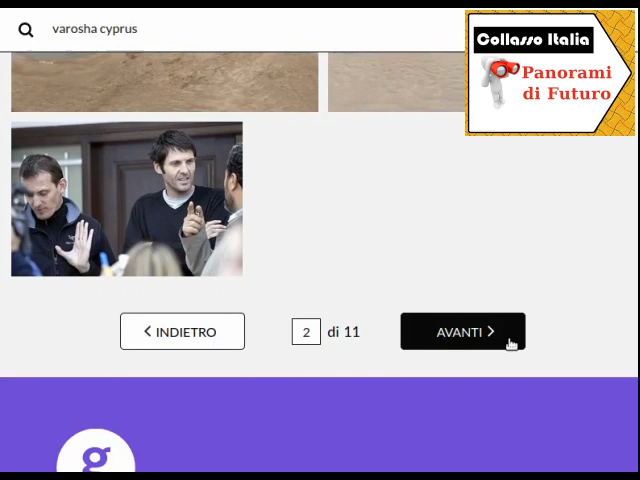 varosha cyprus
Collasso Italia
Panorami
di Futuro
INDIETRO
2 di 11
AVANTI
g